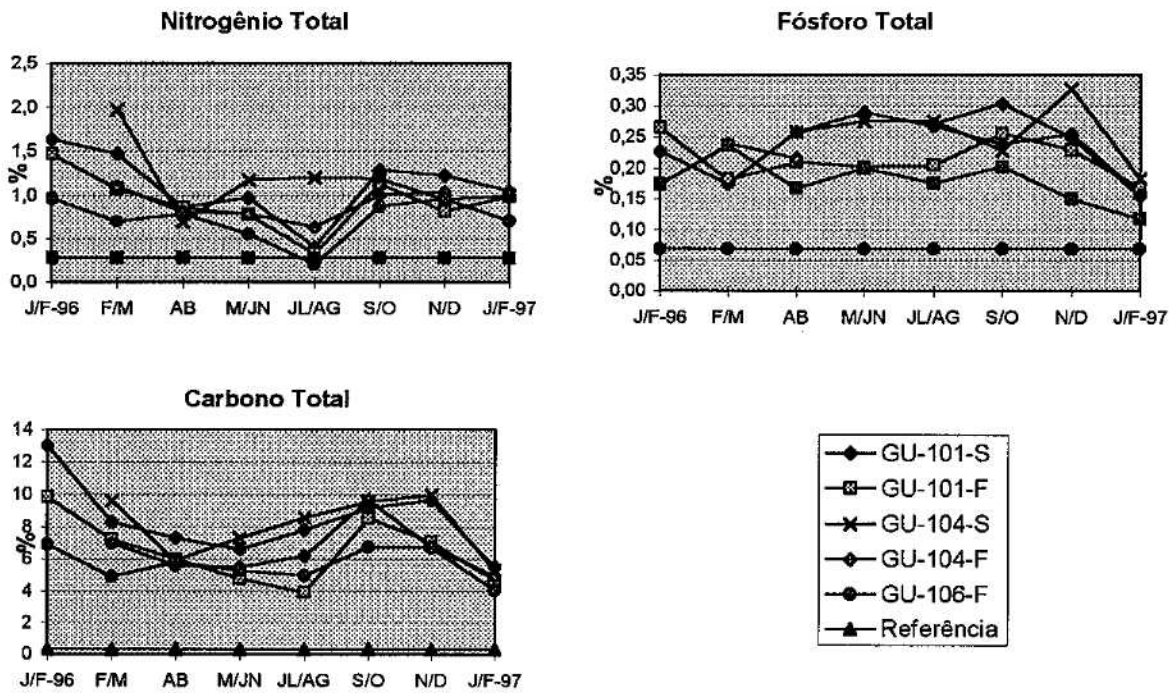 Nitrogênio Total
2,5
2,0
1,5
1,0
0,5
0,0
%
J/F-96 F/M AB M/JN JL/AG S/O N/D J/F-97
Fósforo Total
0,35
0,30
0,25
0,20
0,15
0,10
0,05
0,00
%
J/F-96 F/M AB M/JN JL/AG S/O N/D J/F-97
Carbono Total
14
12
10
8
6
4
2
0
%
J/F-96 F/M AB M/JN JL/AG S/O N/D J/F-97
GU-101-S
GU-101-F
GU-104-S
GU-104-F
GU-106-F
Referência